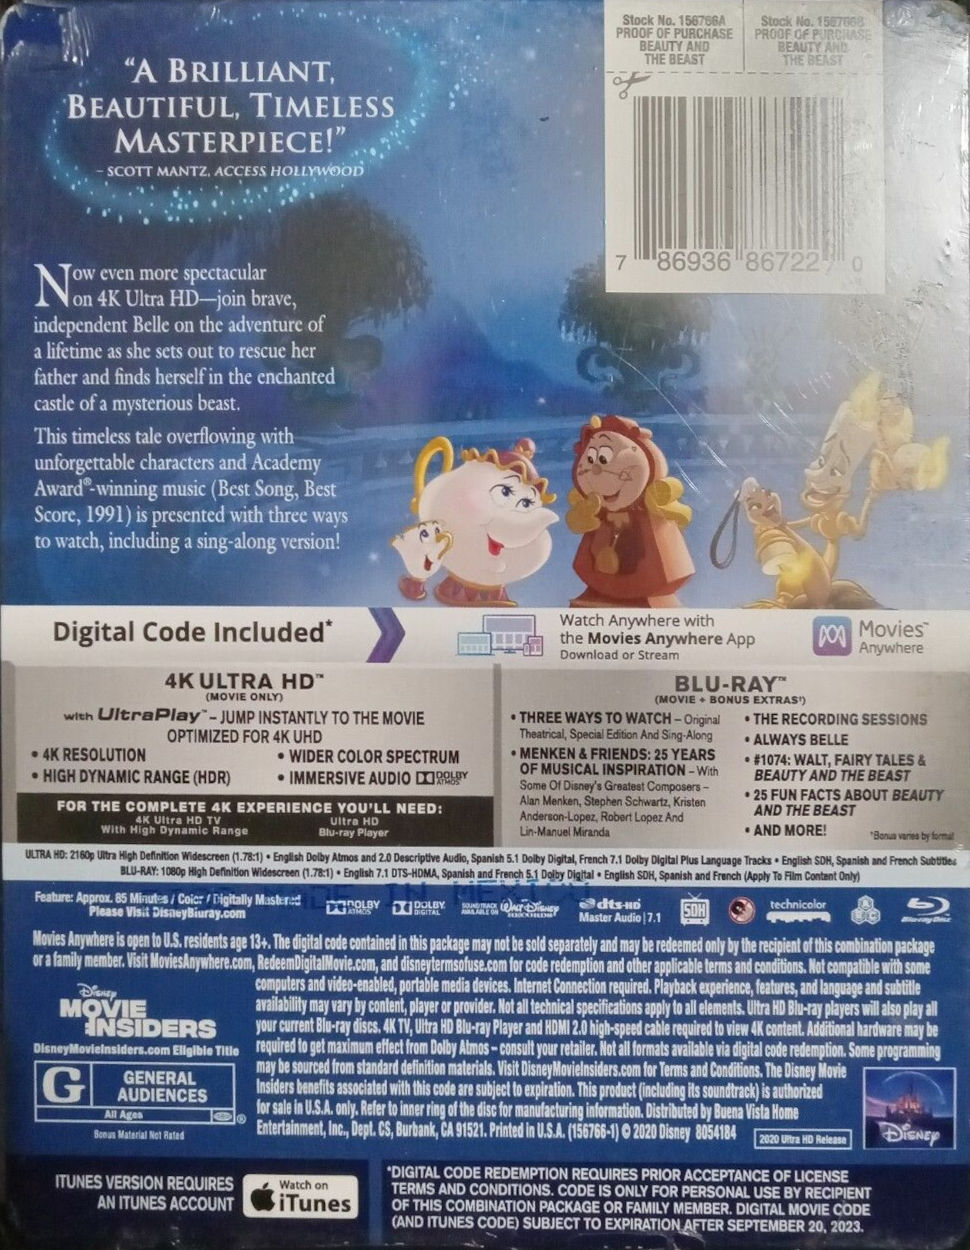 Stock No. 156766A
PROOF OF PURCHASE
BEAUTY AND
THE BEAST
Stock No. 156766B
PROOF OF PURCHASE
BEAUTY AND
THE BEAST
7 86936 86722 0
“A BRILLIANT,
BEAUTIFUL, TIMELESS
MASTERPIECE!”
– SCOTT MANTZ, ACCESS HOLLYWOOD
Now even more spectacular
on 4K Ultra HD—join brave,
independent Belle on the adventure of
a lifetime as she sets out to rescue her
father and finds herself in the enchanted
castle of a mysterious beast.
This timeless tale overflowing with
unforgettable characters and Academy
Award®-winning music (Best Song, Best
Score, 1991) is presented with three ways
to watch, including a sing-along version!
Digital Code Included*
Watch Anywhere with
the Movies Anywhere App
Download or Stream
Movies™
Anywhere
4K ULTRA HD™
(MOVIE ONLY)
with UltraPlay™ – JUMP INSTANTLY TO THE MOVIE
OPTIMIZED FOR 4K UHD
• 4K RESOLUTION
• WIDER COLOR SPECTRUM
• HIGH DYNAMIC RANGE (HDR)
• IMMERSIVE AUDIO DOLBY ATMOS
FOR THE COMPLETE 4K EXPERIENCE YOU’LL NEED:
4K Ultra HD TV
With High Dynamic Range
Ultra HD
Blu-ray Player
BLU-RAY™
(MOVIE + BONUS EXTRAS†)
• THREE WAYS TO WATCH – Original
Theatrical, Special Edition And Sing-Along
• MENKEN & FRIENDS: 25 YEARS
OF MUSICAL INSPIRATION – With
Some Of Disney’s Greatest Composers –
Alan Menken, Stephen Schwartz, Kristen
Anderson-Lopez, Robert Lopez And
Lin-Manuel Miranda
• THE RECORDING SESSIONS
• ALWAYS BELLE
• #1074: WALT, FAIRY TALES &
BEAUTY AND THE BEAST
• 25 FUN FACTS ABOUT BEAUTY
AND THE BEAST
• AND MORE!
†Bonus varies by format
ULTRA HD: 2160p Ultra High Definition Widescreen (1.78:1) • English Dolby Atmos and 2.0 Descriptive Audio, Spanish 5.1 Dolby Digital, French 7.1 Dolby Digital Plus Language Tracks • English SDH, Spanish and French Subtitles
BLU-RAY: 1080p High Definition Widescreen (1.78:1) • English 7.1 DTS-HDMA, Spanish and French 5.1 Dolby Digital • English SDH, Spanish and French (Apply To Film Content Only)
MADE IN MEXICO
Feature: Approx. 85 Minutes / Color / Digitally Mastered
Please Visit DisneyBluray.com
DOLBY ATMOS
DOLBY DIGITAL
SOUNDTRACK AVAILABLE ON WALT DISNEY RECORDS
dts-HD
Master Audio | 7.1
SDH
technicolor
Blu-ray Disc
Movies Anywhere is open to U.S. residents age 13+. The digital code contained in this package may not be sold separately and may be redeemed only by the recipient of this combination package
or a family member. Visit MoviesAnywhere.com, RedeemDigitalMovie.com, and disneytermsofuse.com for code redemption and other applicable terms and conditions. Not compatible with some
computers and video-enabled, portable media devices. Internet Connection required. Playback experience, features, and language and subtitle
availability may vary by content, player or provider. Not all technical specifications apply to all elements. Ultra HD Blu-ray players will also play all
your current Blu-ray discs. 4K TV, Ultra HD Blu-ray Player and HDMI 2.0 high-speed cable required to view 4K content. Additional hardware may be
required to get maximum effect from Dolby Atmos – consult your retailer. Not all formats available via digital code redemption. Some programming
may be sourced from standard definition materials. Visit DisneyMovieInsiders.com for Terms and Conditions. The Disney Movie
Insiders benefits associated with this code are subject to expiration. This product (including its soundtrack) is authorized
for sale in U.S.A. only. Refer to inner ring of the disc for manufacturing information. Distributed by Buena Vista Home
Entertainment, Inc., Dept. CS, Burbank, CA 91521. Printed in U.S.A. (156766-1) © 2020 Disney 8054184
2020 Ultra HD Release
Disney
MOVIE
INSIDERS
DisneyMovieInsiders.com Eligible Title
G GENERAL
AUDIENCES
All Ages
®
Bonus Material Not Rated
Disney
ITUNES VERSION REQUIRES
AN ITUNES ACCOUNT
Watch on
iTunes
*DIGITAL CODE REDEMPTION REQUIRES PRIOR ACCEPTANCE OF LICENSE
TERMS AND CONDITIONS. CODE IS ONLY FOR PERSONAL USE BY RECIPIENT
OF THIS COMBINATION PACKAGE OR FAMILY MEMBER. DIGITAL MOVIE CODE
(AND ITUNES CODE) SUBJECT TO EXPIRATION AFTER SEPTEMBER 20, 2023.